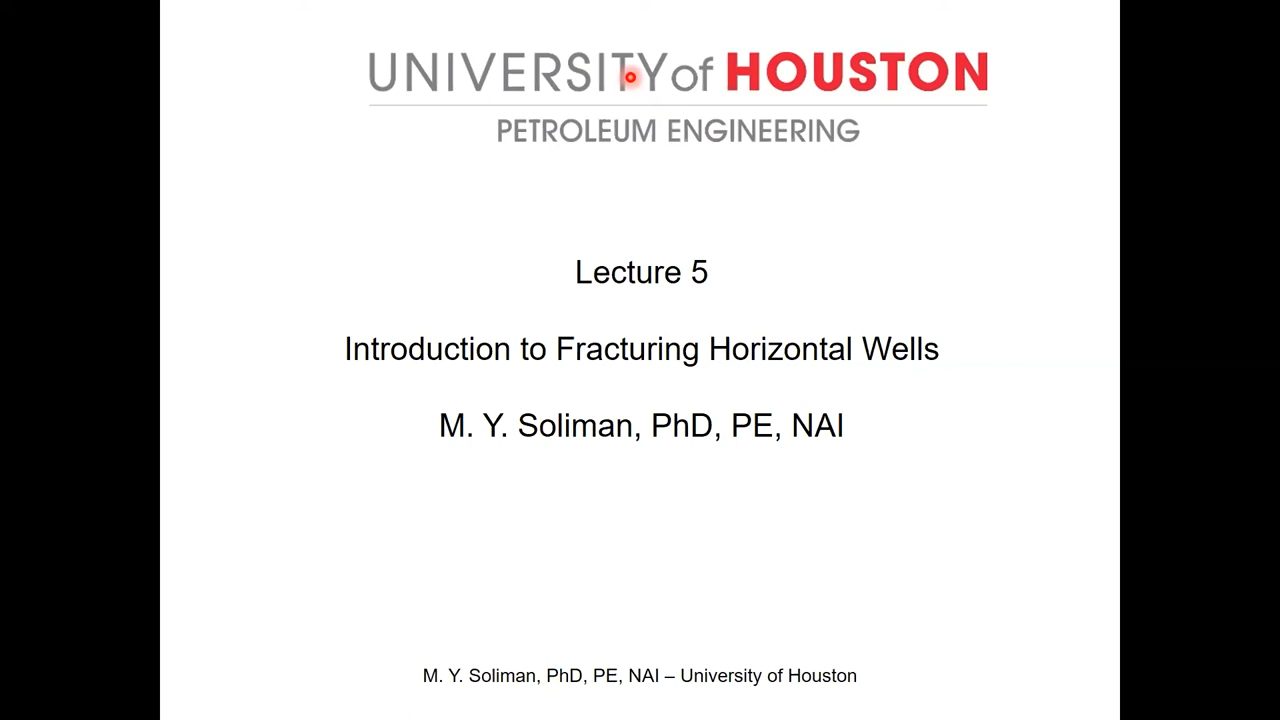 UNIVERSITY of HOUSTON
PETROLEUM ENGINEERING
Lecture 5
Introduction to Fracturing Horizontal Wells
M. Y. Soliman, PhD, PE, NAI
M. Y. Soliman, PhD, PE, NAI – University of Houston